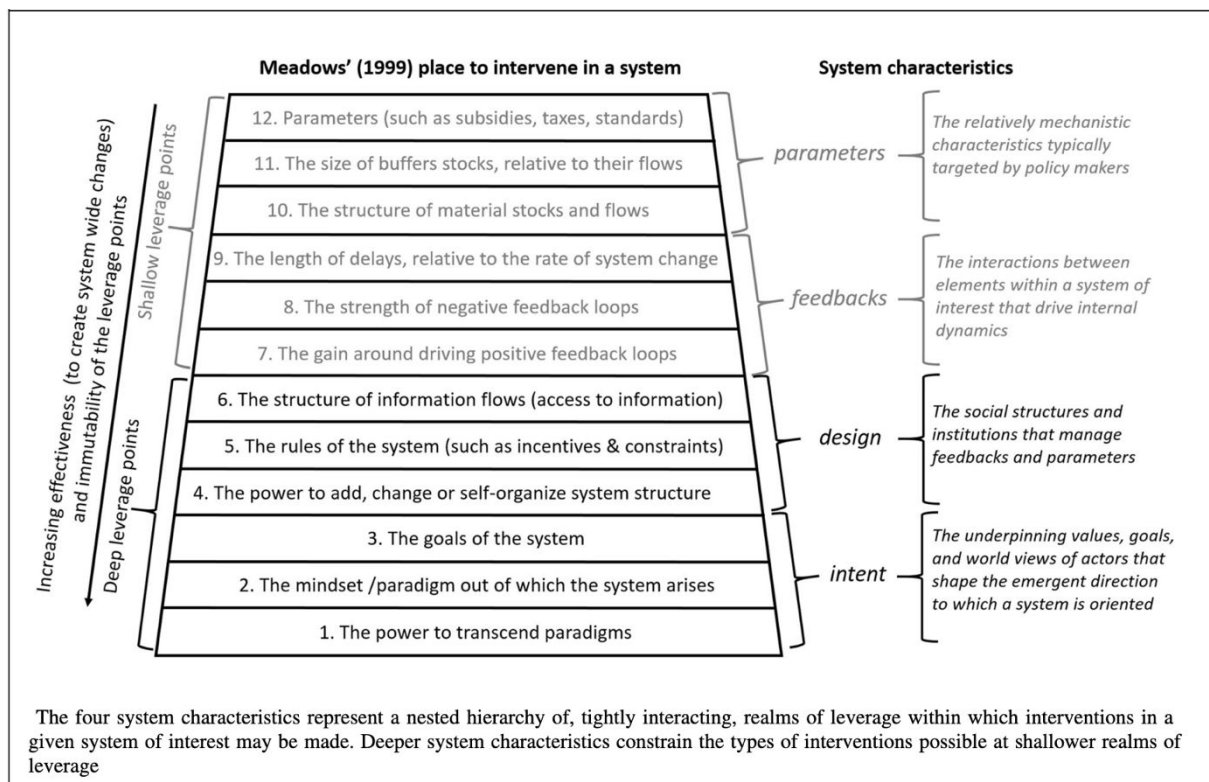 Meadows' (1999) place to intervene in a system
System characteristics
Increasing effectiveness (to create system wide changes)
and immutability of the leverage points
Shallow leverage points
Deep leverage points
12. Parameters (such as subsidies, taxes, standards)
11. The size of buffers stocks, relative to their flows
10. The structure of material stocks and flows
9. The length of delays, relative to the rate of system change
8. The strength of negative feedback loops
7. The gain around driving positive feedback loops
6. The structure of information flows (access to information)
5. The rules of the system (such as incentives & constraints)
4. The power to add, change or self-organize system structure
3. The goals of the system
2. The mindset /paradigm out of which the system arises
1. The power to transcend paradigms
parameters
The relatively mechanistic
characteristics typically
targeted by policy makers
feedbacks
The interactions between
elements within a system of
interest that drive internal
dynamics
design
The social structures and
institutions that manage
feedbacks and parameters
intent
The underpinning values, goals,
and world views of actors that
shape the emergent direction
to which a system is oriented
The four system characteristics represent a nested hierarchy of, tightly interacting, realms of leverage within which interventions in a
given system of interest may be made. Deeper system characteristics constrain the types of interventions possible at shallower realms of
leverage